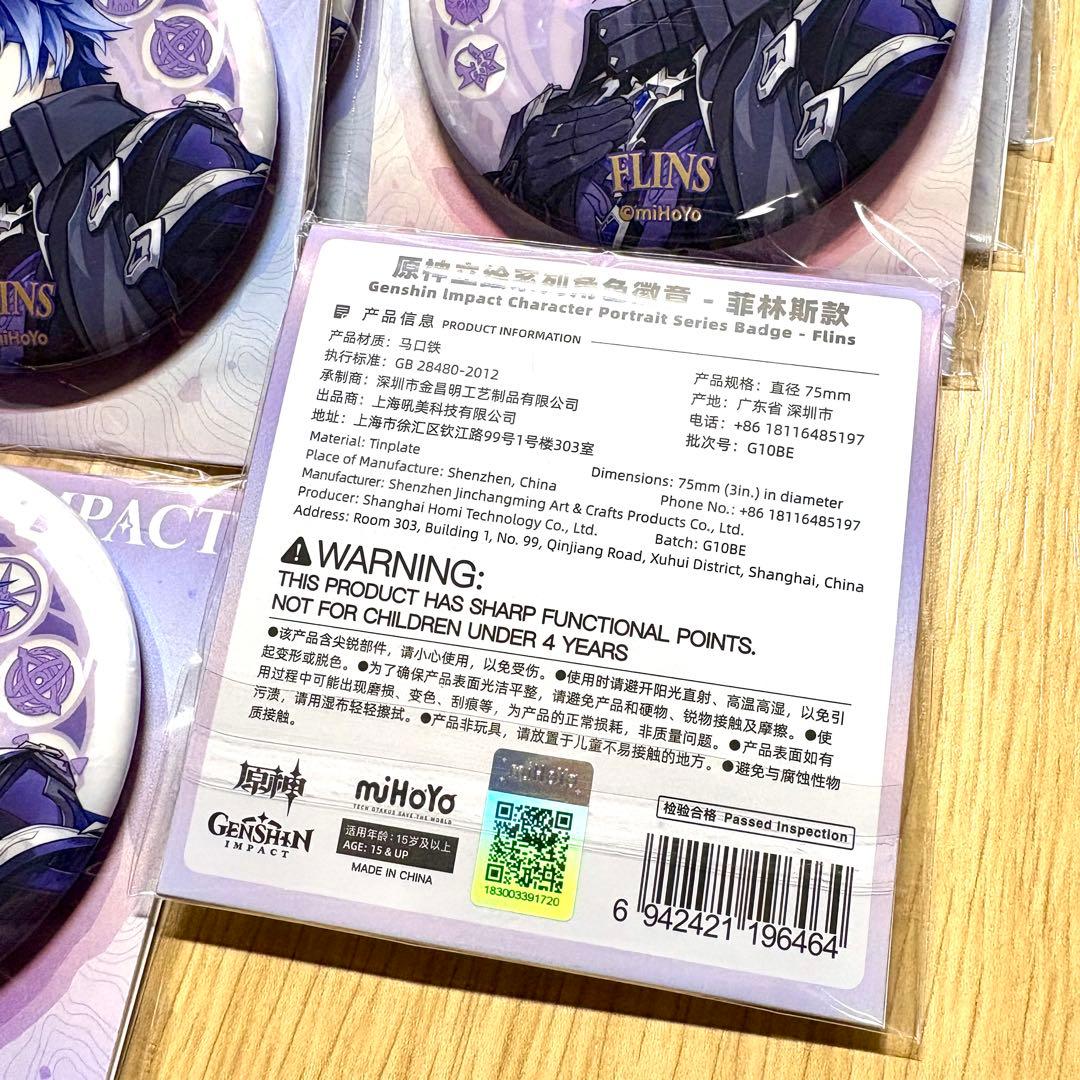 FLINS
©miHoYo
INS
miHoYo
MPACT
原神立绘系列角色徽章 - 菲林斯款
Genshin Impact Character Portrait Series Badge - Flins
产品信息 PRODUCT INFORMATION
产品材质：马口铁
产品规格：直径 75mm
执行标准：GB 28480-2012
产地：广东省 深圳市
承制商：深圳市金昌明工艺制品有限公司
电话：+86 18116485197
出品商：上海吼美科技有限公司
批次号：G10BE
地址：上海市徐汇区钦江路99号1号楼303室
Material: Tinplate
Dimensions: 75mm (3in.) in diameter
Place of Manufacture: Shenzhen, China
Phone No.: +86 18116485197
Manufacturer: Shenzhen Jinchangming Art & Crafts Products Co., Ltd.
Producer: Shanghai Homi Technology Co., Ltd.
Batch: G10BE
Address: Room 303, Building 1, No. 99, Qinjiang Road, Xuhui District, Shanghai, China
WARNING:
THIS PRODUCT HAS SHARP FUNCTIONAL POINTS.
NOT FOR CHILDREN UNDER 4 YEARS
●该产品含尖锐部件，请小心使用，以免受伤。●使用时请避开阳光直射、高温高湿，以免引
起变形或脱色。●为了确保产品表面光洁平整，请避免产品和硬物、锐物接触及摩擦。●使
用过程中可能出现磨损、变色、刮痕等，为产品的正常损耗，非质量问题。●产品表面如有
污渍，请用湿布轻轻擦拭。●产品非玩具，请放置于儿童不易接触的地方。●避免与腐蚀性物
质接触。
原神
GENSHIN
IMPACT
miHoYo
TECH OTAKUS SAVE THE WORLD
适用年龄：15岁及以上
AGE: 15 & UP
MADE IN CHINA
miHoYo
183003391720
检验合格 Passed Inspection
6 942421 196464